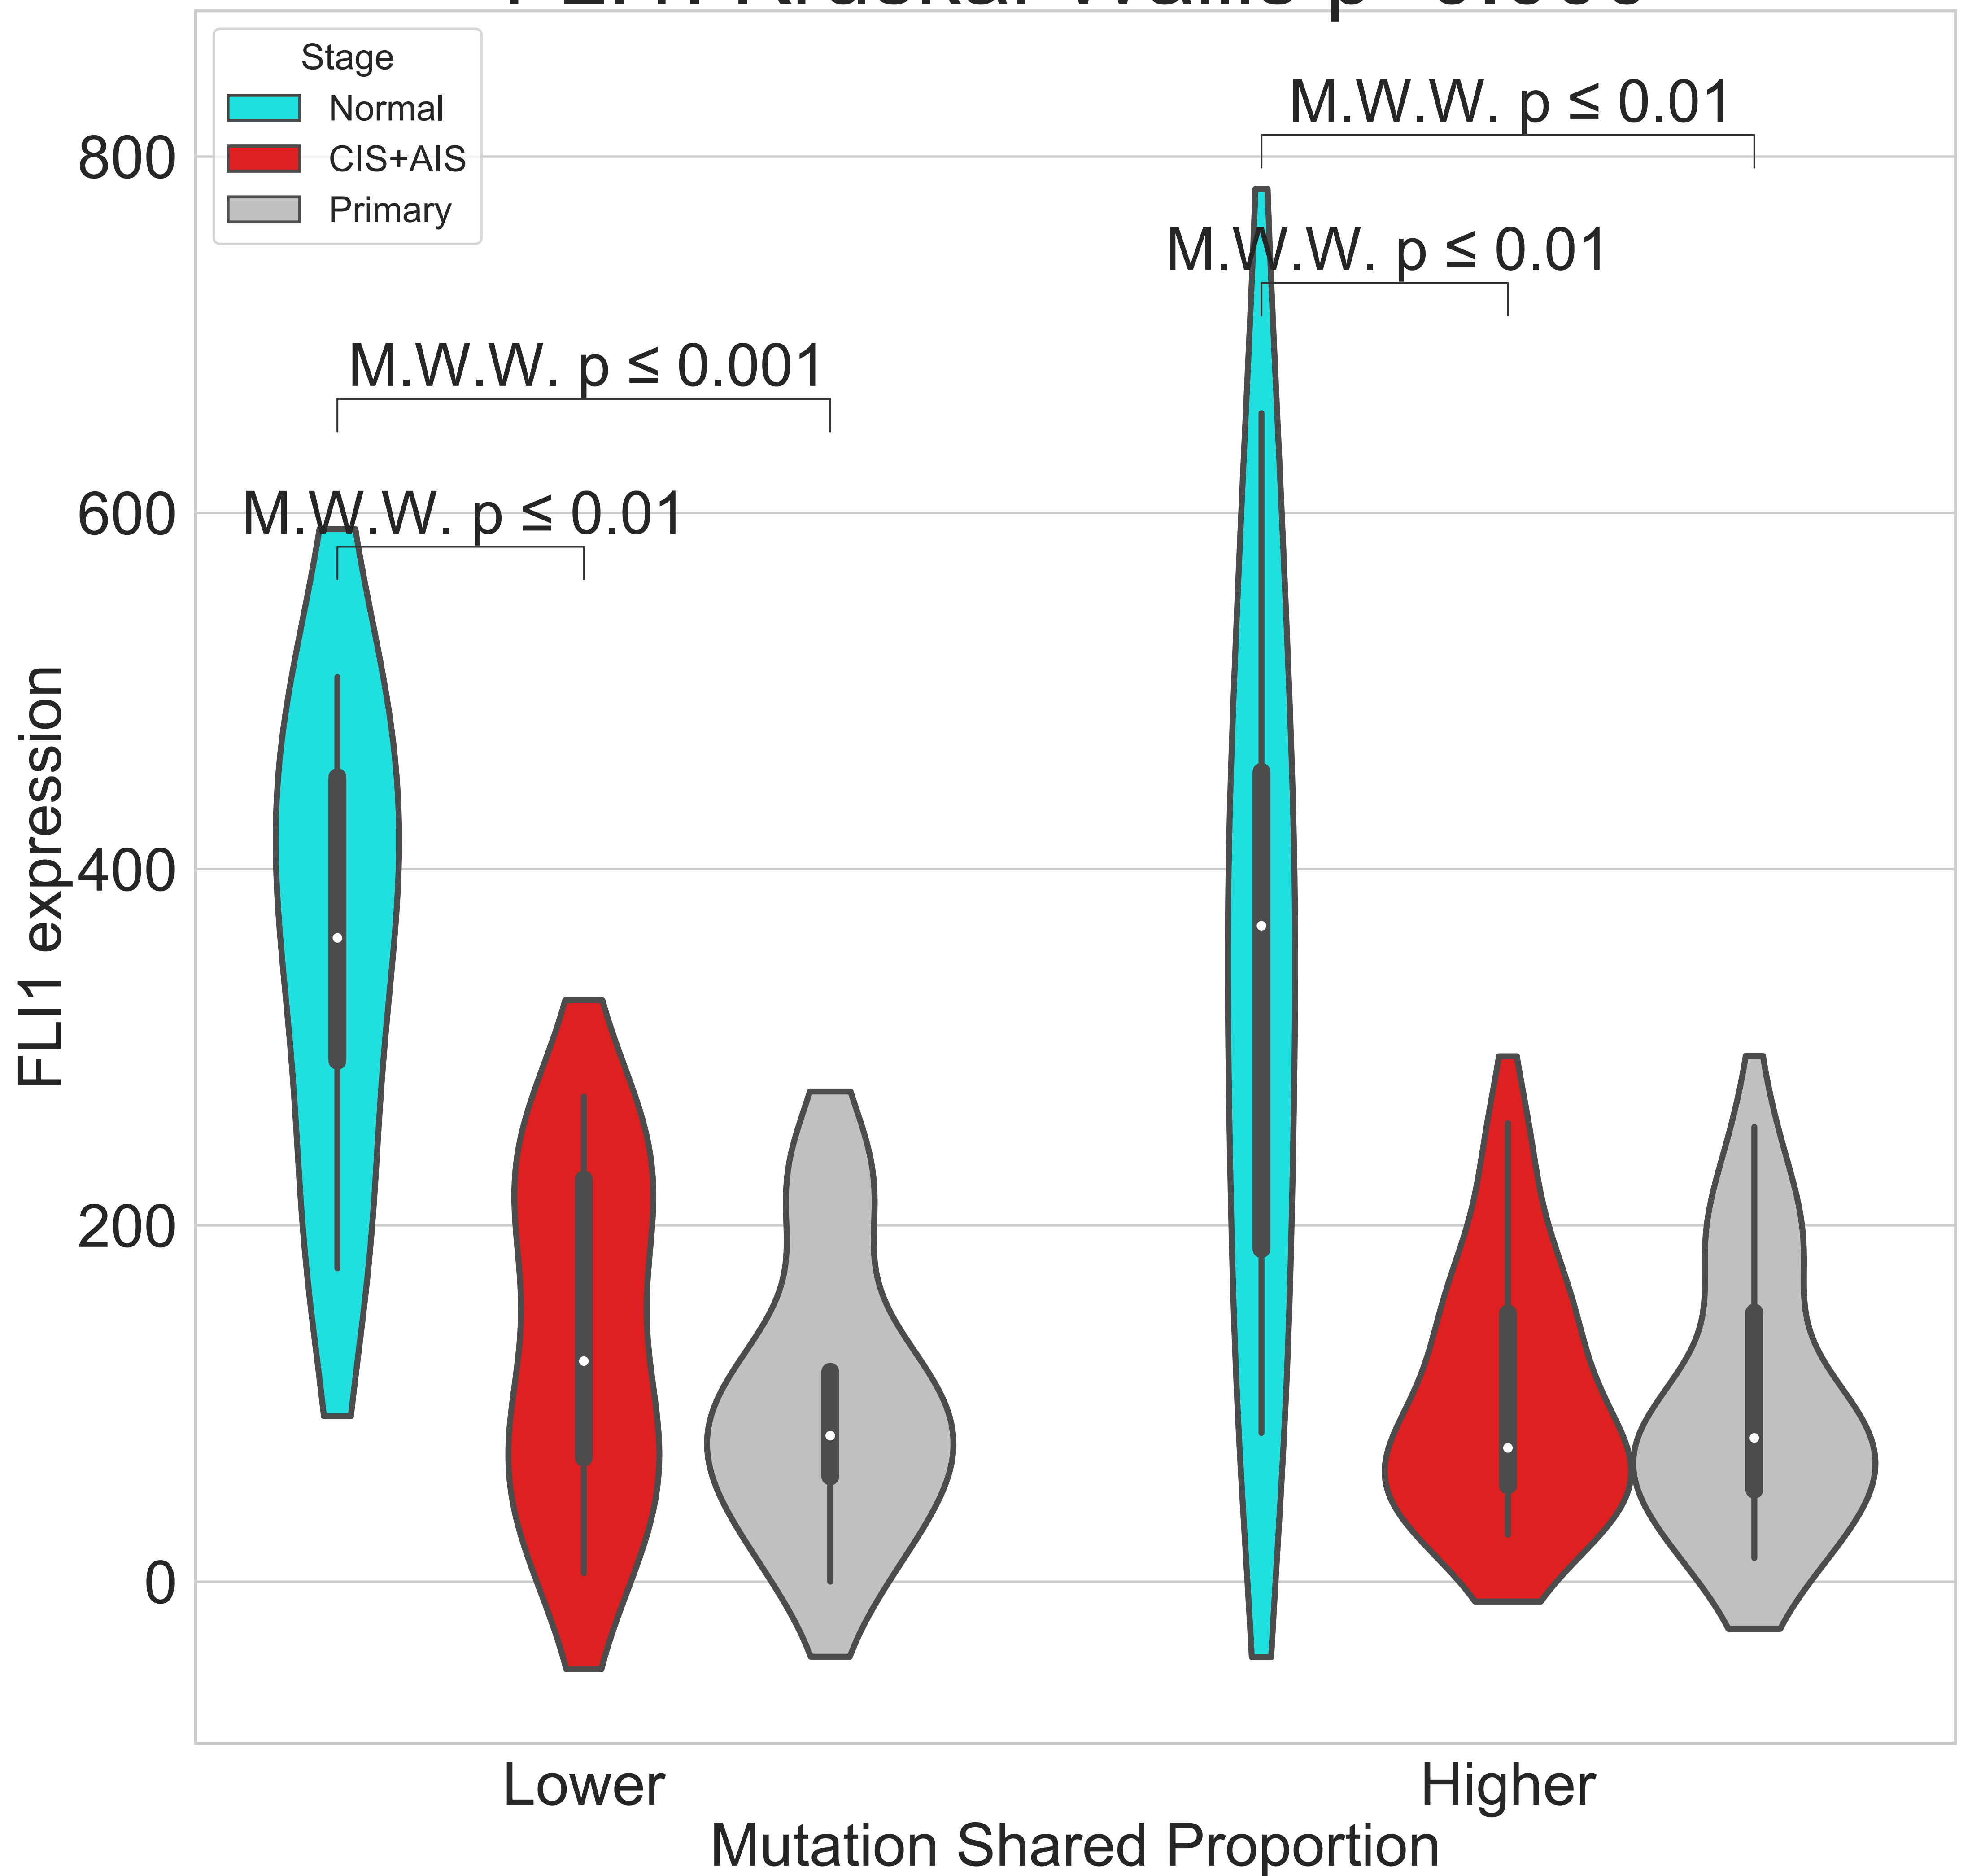 Stage
Normal
CIS+AIS
Primary
M.W.W. p ≤ 0.01
M.W.W. p ≤ 0.01
M.W.W. p ≤ 0.001
M.W.W. p ≤ 0.01
800
600
400
200
0
FLI1 expression
Lower
Higher
Mutation Shared Proportion